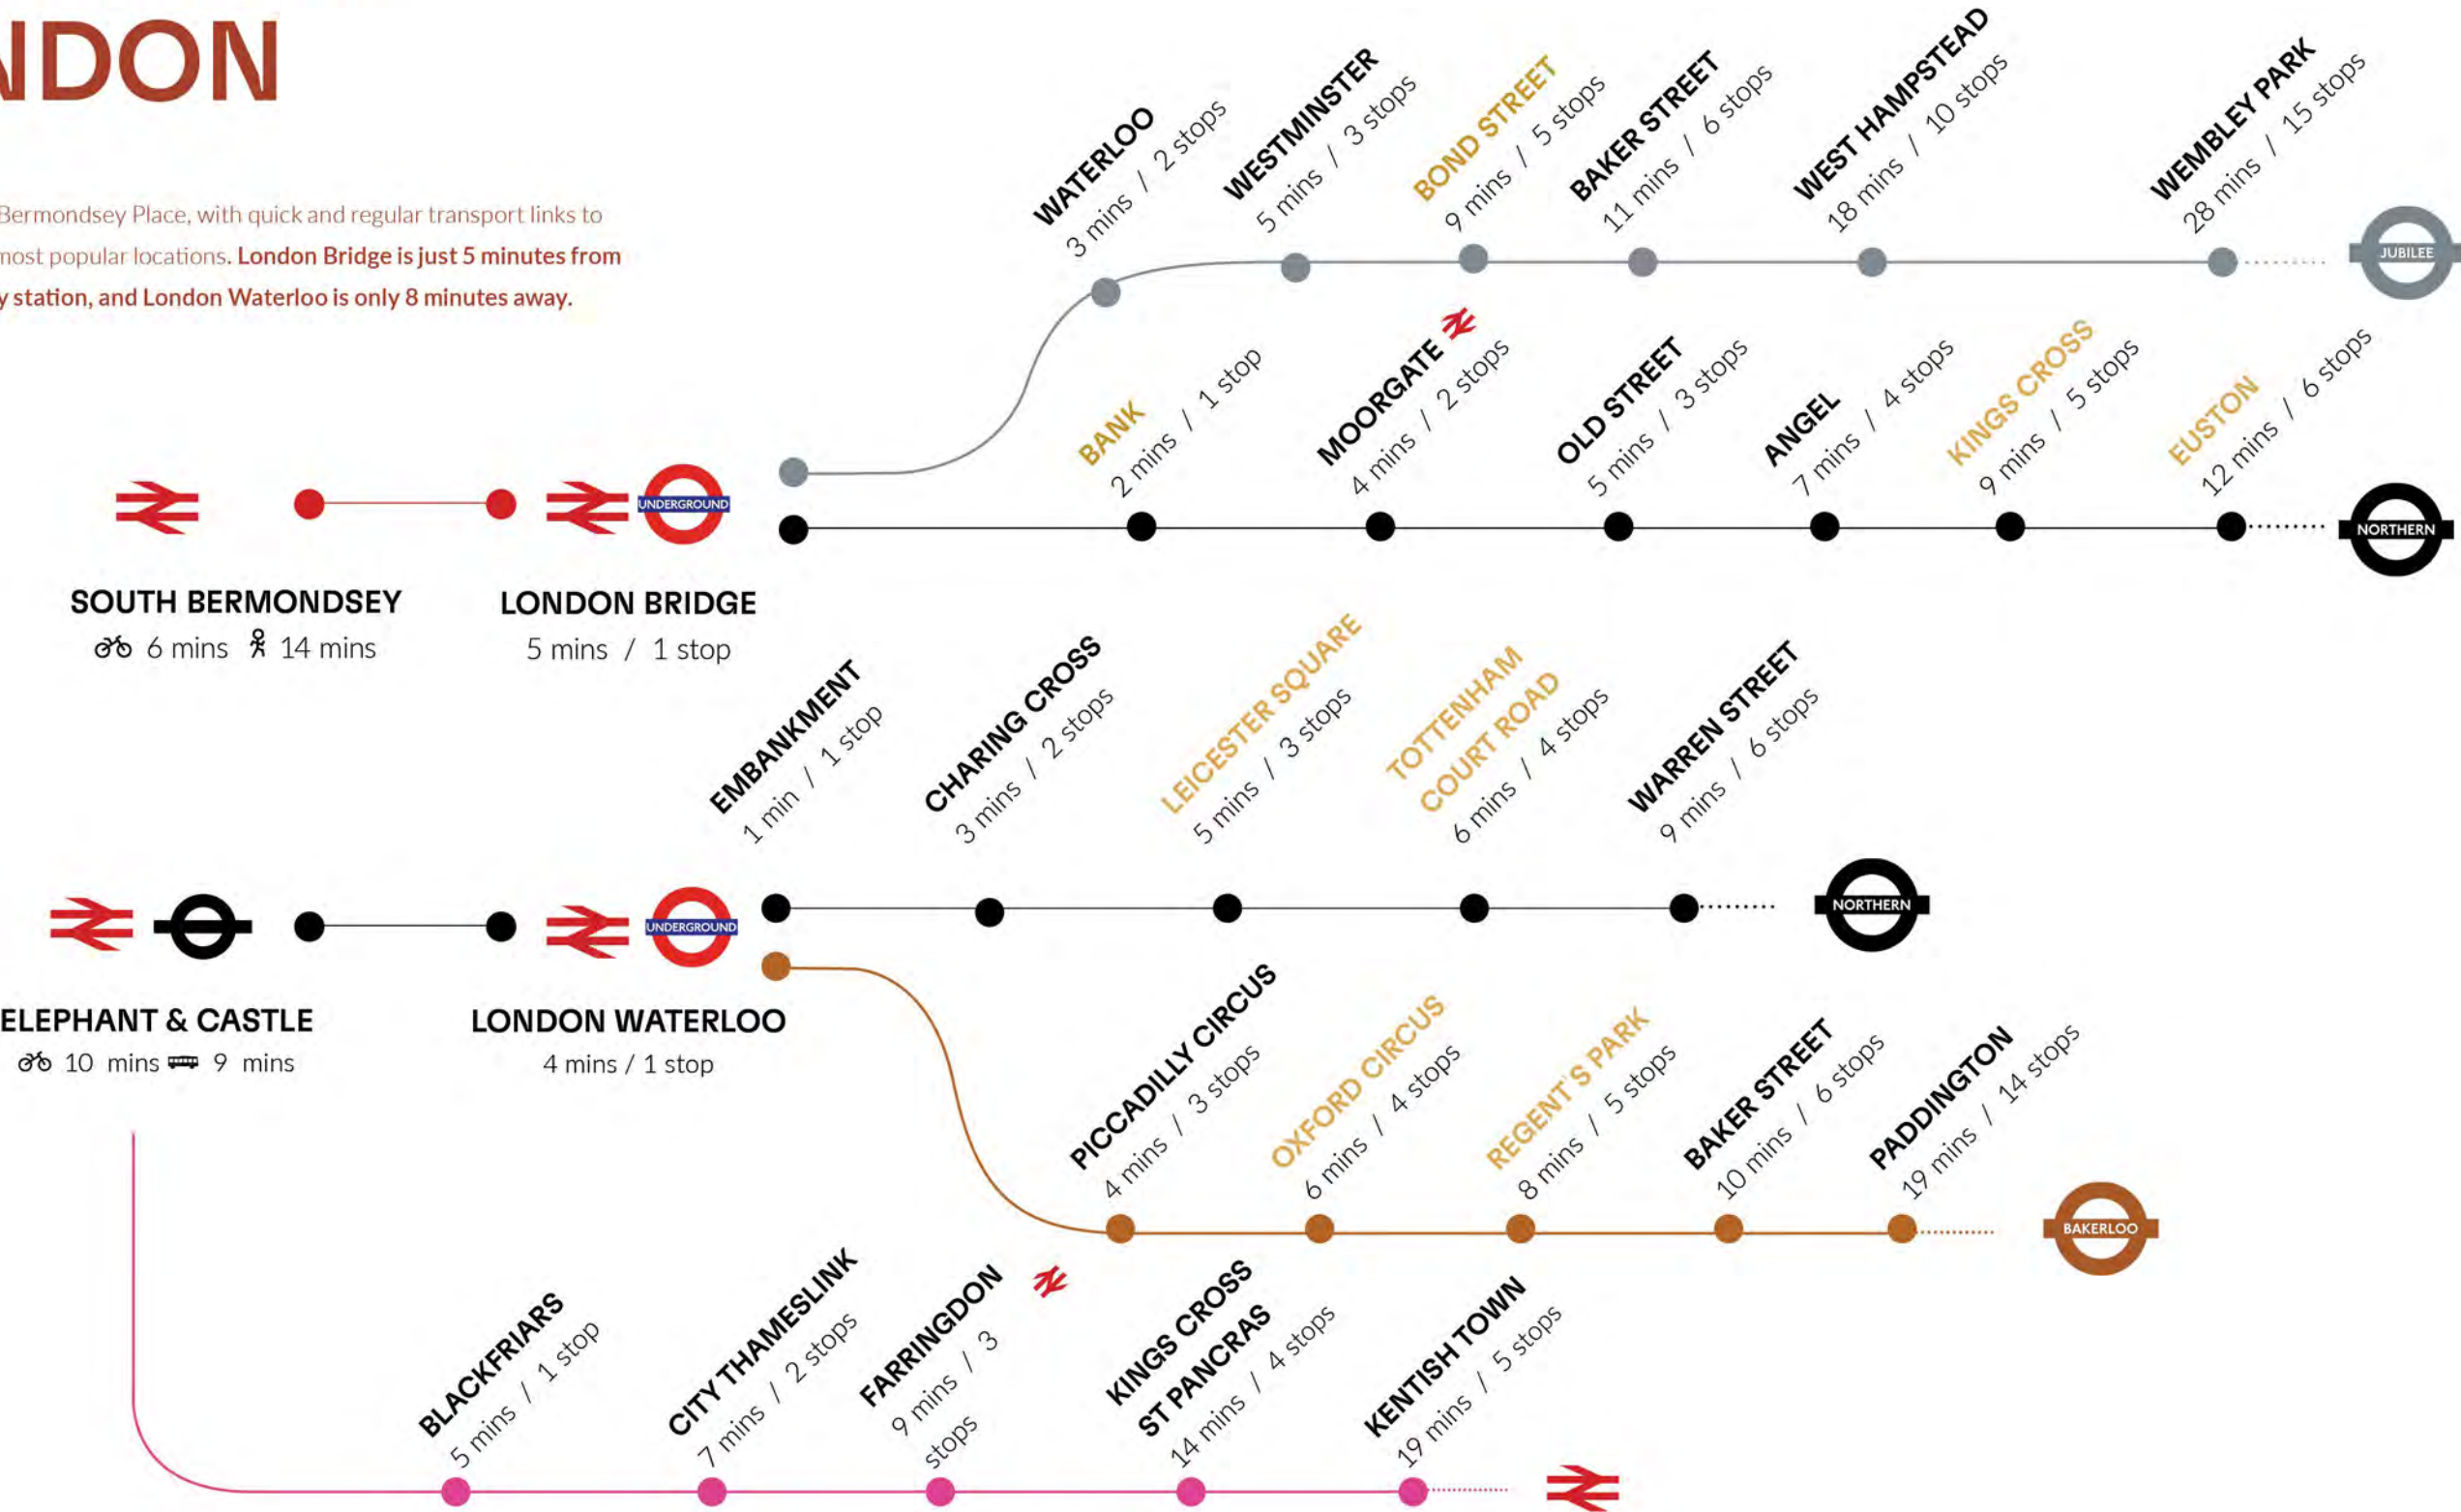 NDON
Bermondsey Place, with quick and regular transport links to
most popular locations. London Bridge is just 5 minutes from
y station, and London Waterloo is only 8 minutes away.
WATERLOO
3 mins / 2 stops
WESTMINSTER
5 mins / 3 stops
BOND STREET
9 mins / 5 stops
BAKER STREET
11 mins / 6 stops
WEST HAMPSTEAD
18 mins / 10 stops
WEMBLEY PARK
28 mins / 15 stops
JUBILEE
BANK
2 mins / 1 stop
MOORGATE
4 mins / 2 stops
OLD STREET
5 mins / 3 stops
ANGEL
7 mins / 4 stops
KINGS CROSS
9 mins / 5 stops
EUSTON
12 mins / 6 stops
NORTHERN
UNDERGROUND
SOUTH BERMONDSEY
6 mins 14 mins
LONDON BRIDGE
5 mins / 1 stop
EMBANKMENT
1 min / 1 stop
CHARING CROSS
3 mins / 2 stops
LEICESTER SQUARE
5 mins / 3 stops
TOTTENHAM
COURT ROAD
6 mins / 4 stops
WARREN STREET
9 mins / 6 stops
NORTHERN
UNDERGROUND
ELEPHANT & CASTLE
10 mins 9 mins
LONDON WATERLOO
4 mins / 1 stop
PICCADILLY CIRCUS
4 mins / 3 stops
OXFORD CIRCUS
6 mins / 4 stops
REGENT'S PARK
8 mins / 5 stops
BAKER STREET
10 mins / 6 stops
PADDINGTON
19 mins / 14 stops
BAKERLOO
BLACKFRIARS
5 mins / 1 stop
CITY THAMESLINK
7 mins / 2 stops
FARRINGDON
9 mins / 3
stops
KINGS CROSS
ST PANCRAS
14 mins / 4 stops
KENTISH TOWN
19 mins / 5 stops